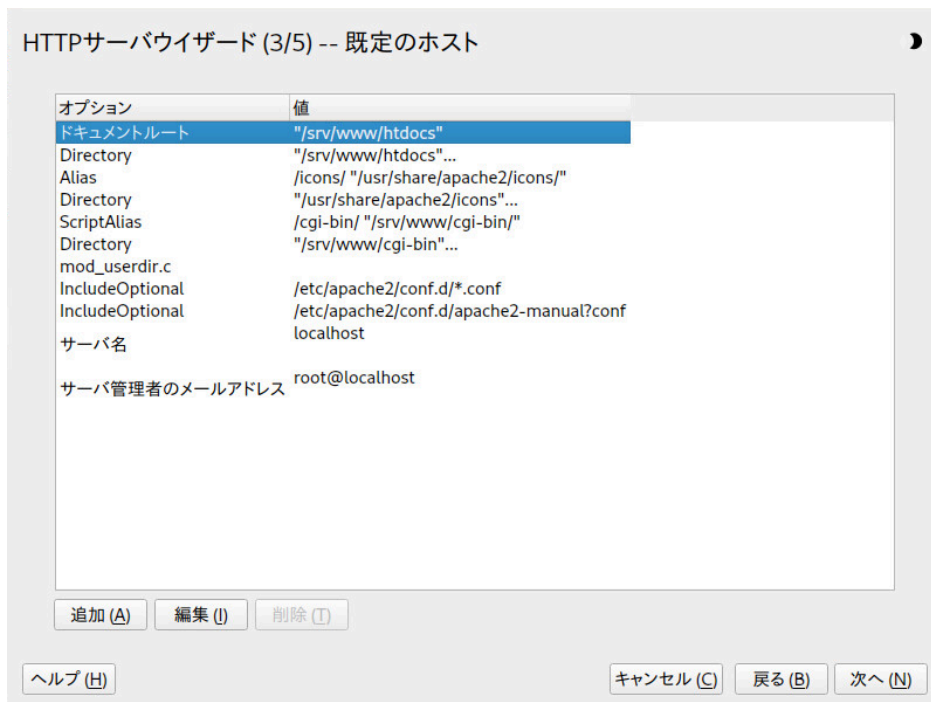 HTTPサーバウイザード (3/5) -- 既定のホスト
オプション 値
ドキュメントルート "/srv/www/htdocs"
Directory "/srv/www/htdocs"...
Alias /icons/ "/usr/share/apache2/icons/"
Directory "/usr/share/apache2/icons"...
ScriptAlias /cgi-bin/ "/srv/www/cgi-bin/"
Directory "/srv/www/cgi-bin"...
mod_userdir.c
IncludeOptional /etc/apache2/conf.d/*.conf
IncludeOptional /etc/apache2/conf.d/apache2-manual?conf
サーバ名 localhost
サーバ管理者のメールアドレス root@localhost
追加 (A) 編集 (I) 削除 (T)
ヘルプ (H) キャンセル (C) 戻る (B) 次へ (N)